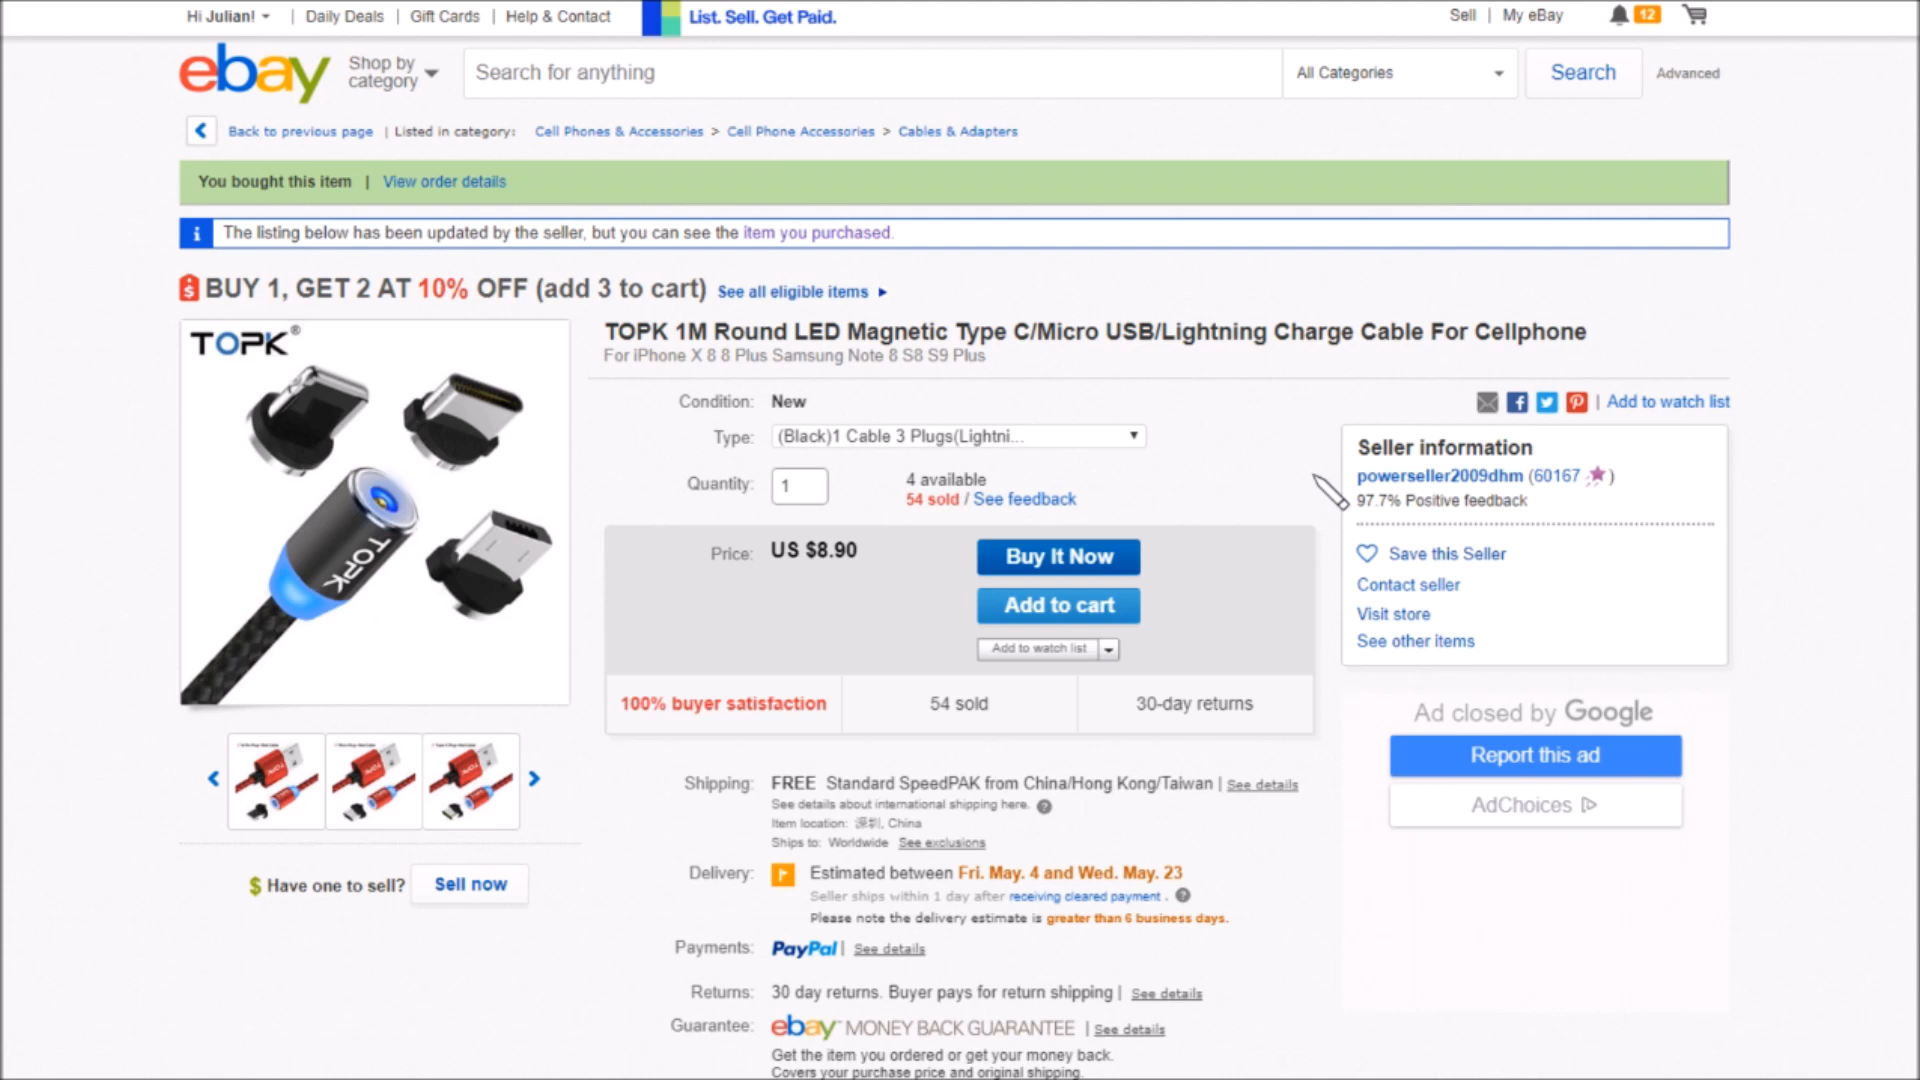 Hi Julian! | Daily Deals | Gift Cards | Help & Contact List. Sell. Get Paid. Sell | My eBay 12
ebay Shop by category Search for anything All Categories Search Advanced
Back to previous page | Listed in category: Cell Phones & Accessories > Cell Phone Accessories > Cables & Adapters
You bought this item | View order details
i The listing below has been updated by the seller, but you can see the item you purchased.
$ BUY 1, GET 2 AT 10% OFF (add 3 to cart) See all eligible items
TOPK®
TOPK
TOPK 1M Round LED Magnetic Type C/Micro USB/Lightning Charge Cable For Cellphone
For iPhone X 8 8 Plus Samsung Note 8 S8 S9 Plus
Condition: New
Type: (Black)1 Cable 3 Plugs(Lightni...
Quantity: 1 4 available
54 sold / See feedback
Price: US $8.90 Buy It Now
Add to cart
Add to watch list
100% buyer satisfaction 54 sold 30-day returns
| Add to watch list
Seller information
powerseller2009dhm (60167 )
97.7% Positive feedback
Save this Seller
Contact seller
Visit store
See other items
Ad closed by Google
Report this ad
AdChoices
TOPK TOPK TOPK
$ Have one to sell? Sell now
Shipping: FREE Standard SpeedPAK from China/Hong Kong/Taiwan | See details
See details about international shipping here. ?
Item location: 深圳, China
Ships to: Worldwide See exclusions
Delivery: Estimated between Fri. May. 4 and Wed. May. 23
Seller ships within 1 day after receiving cleared payment . ?
Please note the delivery estimate is greater than 6 business days.
Payments: PayPal | See details
Returns: 30 day returns. Buyer pays for return shipping | See details
Guarantee: ebay MONEY BACK GUARANTEE | See details
Get the item you ordered or get your money back.
Covers your purchase price and original shipping.